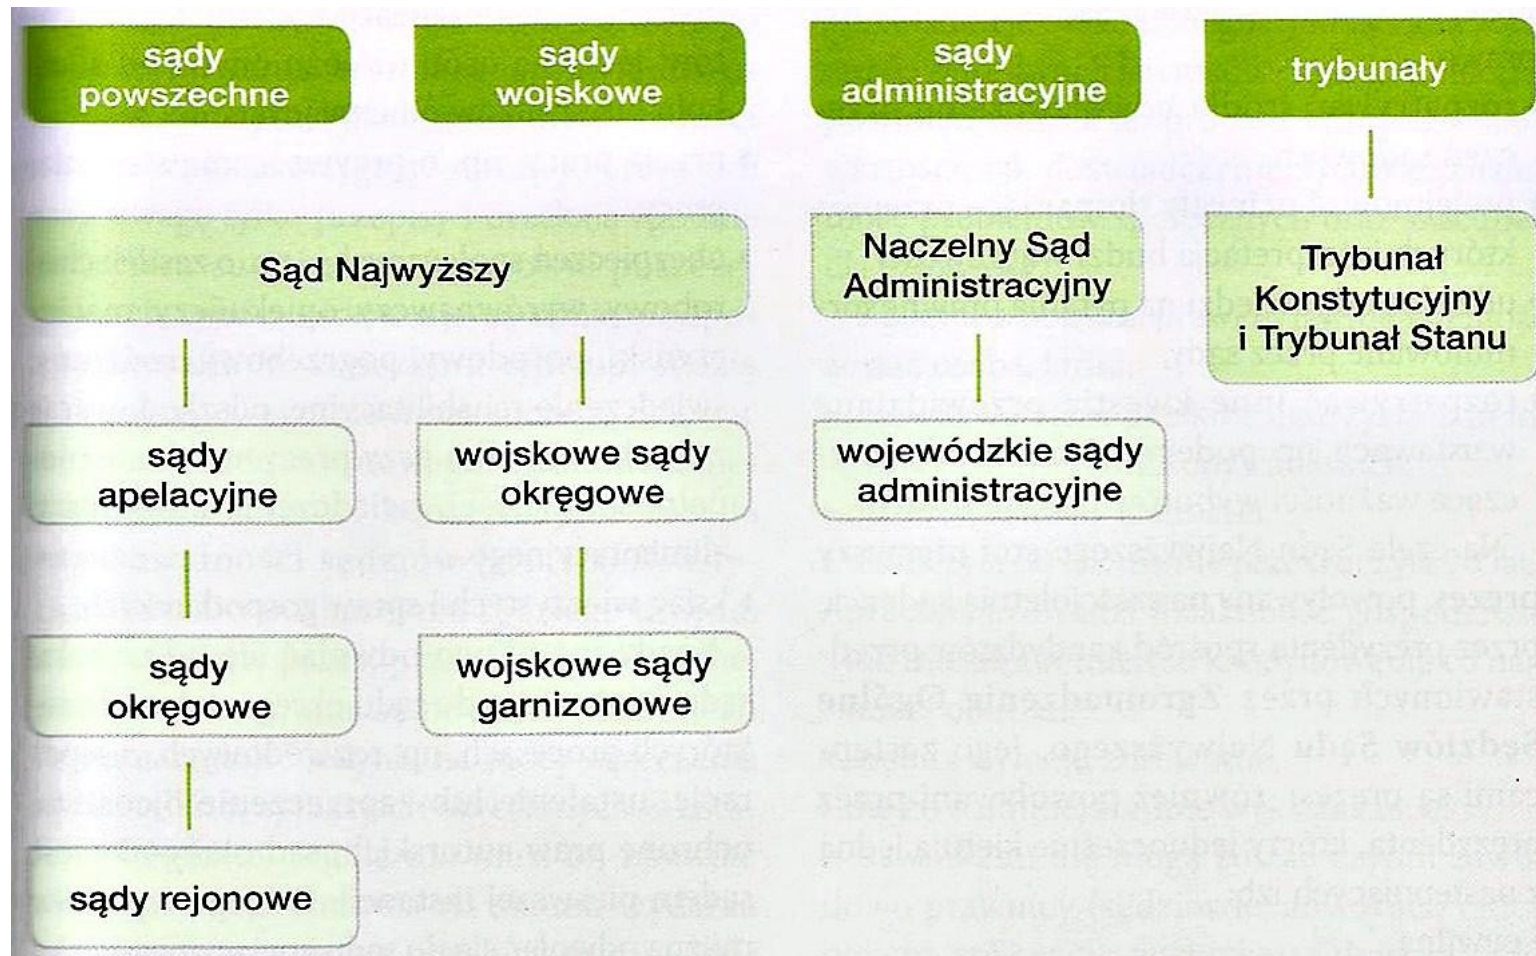 sądy
powszechne
sądy
wojskowe
sądy
administracyjne
trybunały
Sąd Najwyższy
Naczelny Sąd
Administracyjny
Trybunał
Konstytucyjny
i Trybunał Stanu
sądy
apelacyjne
wojskowe sądy
okręgowe
wojewódzkie sądy
administracyjne
sądy
okręgowe
wojskowe sądy
garnizonowe
sądy rejonowe